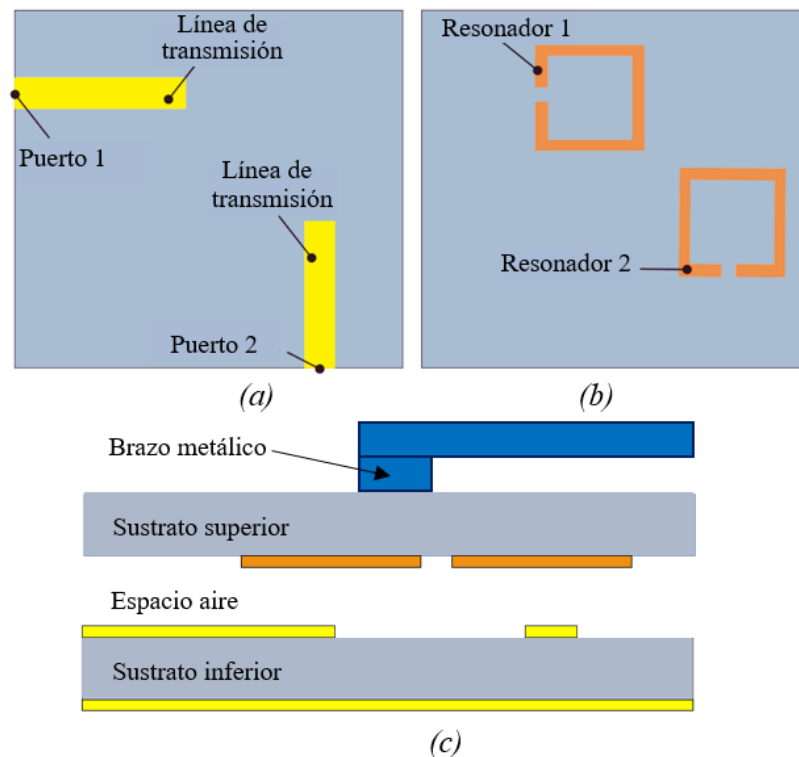 Línea de
transmisión
Puerto 1
Línea de
transmisión
Puerto 2
(a)
Resonador 1
Resonador 2
(b)
Brazo metálico
Sustrato superior
Espacio aire
Sustrato inferior
(c)